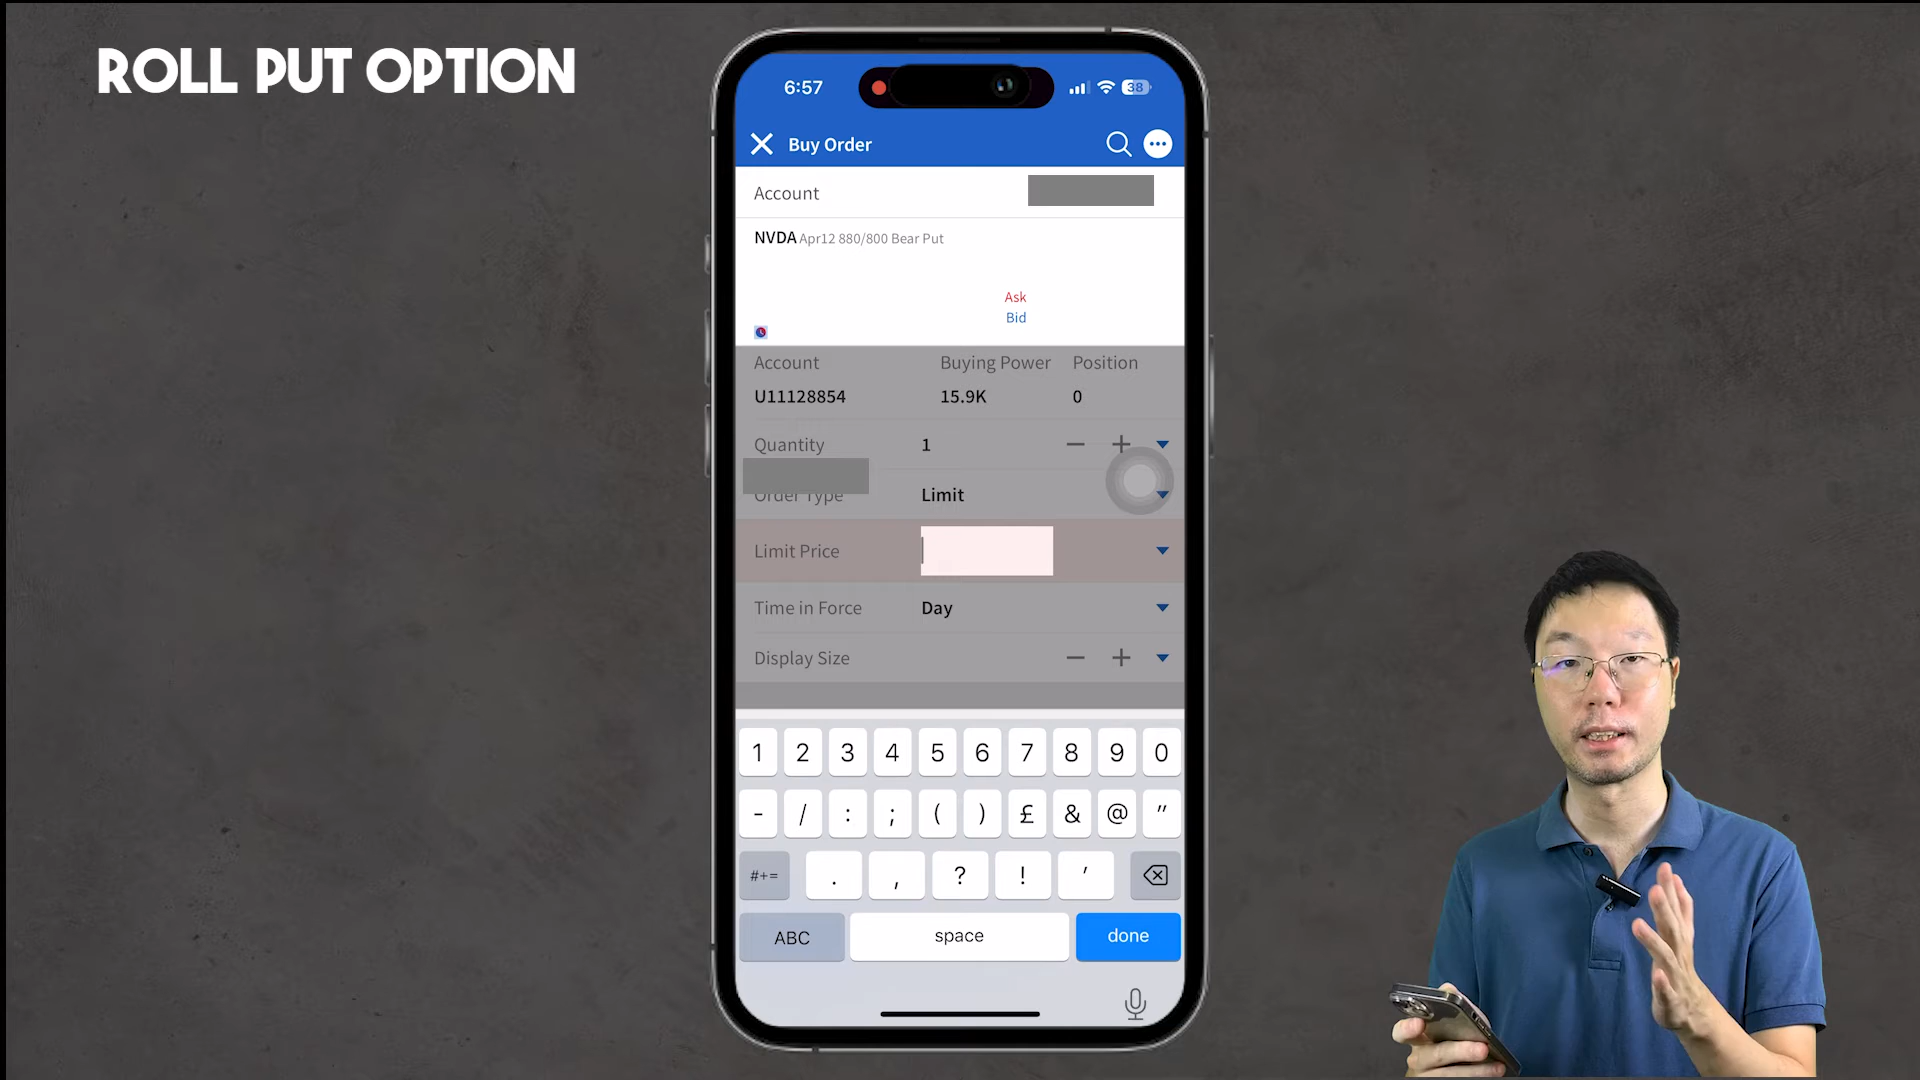 ROLL PUT OPTION
6:57
38
Buy Order
Account
NVDA Apr12 880/800 Bear Put
Ask
Bid
Account Buying Power Position
U11128854 15.9K 0
Quantity 1
Order Type Limit
Limit Price
Time in Force Day
Display Size
1 2 3 4 5 6 7 8 9 0
- / : ; ( ) £ & @ "
#+= . , ? ! '
ABC space done